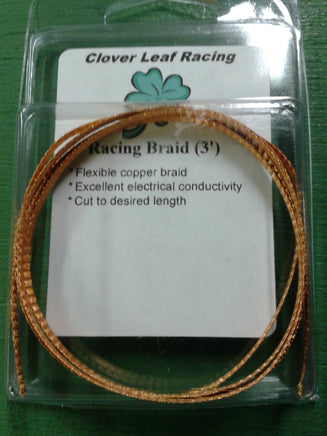 Clover Leaf Racing
Racing Braid (3')
* Flexible copper braid
* Excellent electrical conductivity
* Cut to desired length